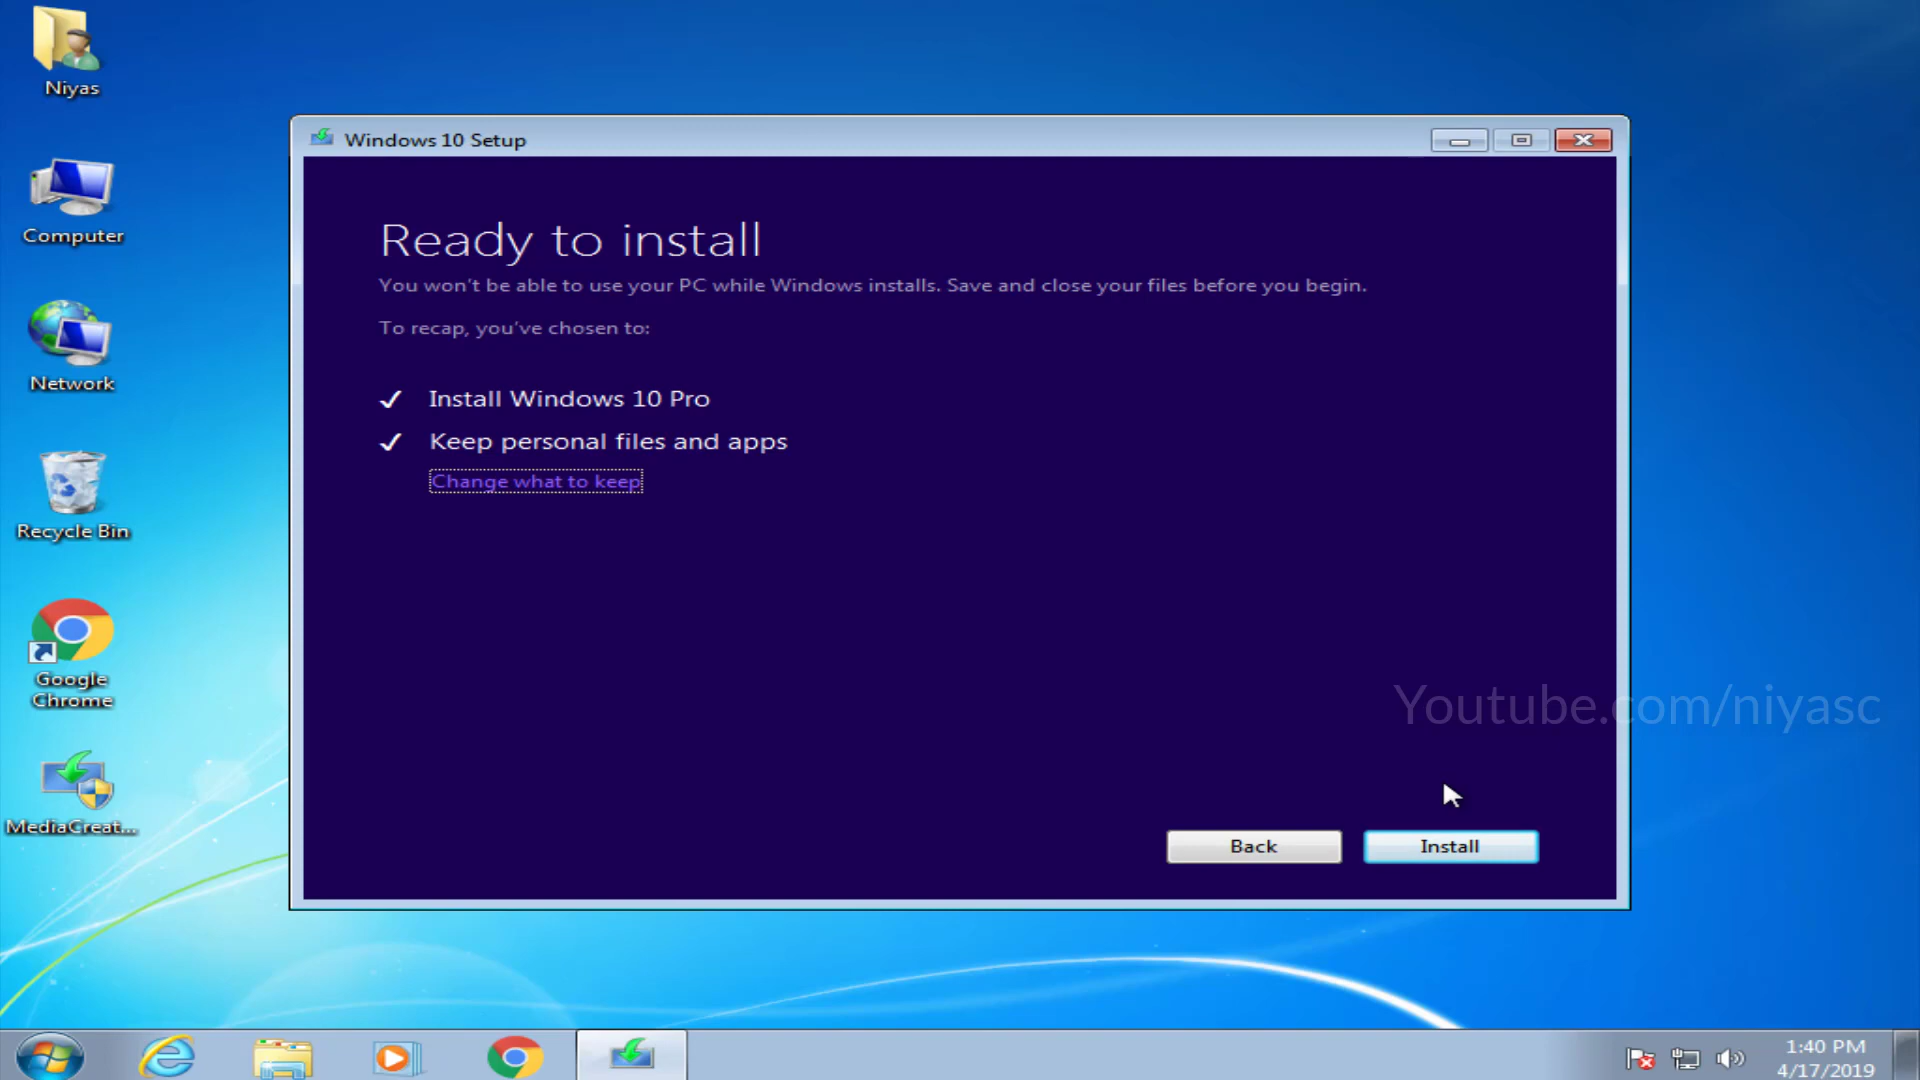 Niyas
Computer
Network
Recycle Bin
Google
Chrome
MediaCreat...
Windows 10 Setup
Ready to install
You won't be able to use your PC while Windows installs. Save and close your files before you begin.
To recap, you've chosen to:
Install Windows 10 Pro
Keep personal files and apps
Change what to keep
Youtube.com/niyasc
Back
Install
1:40 PM
4/17/2019